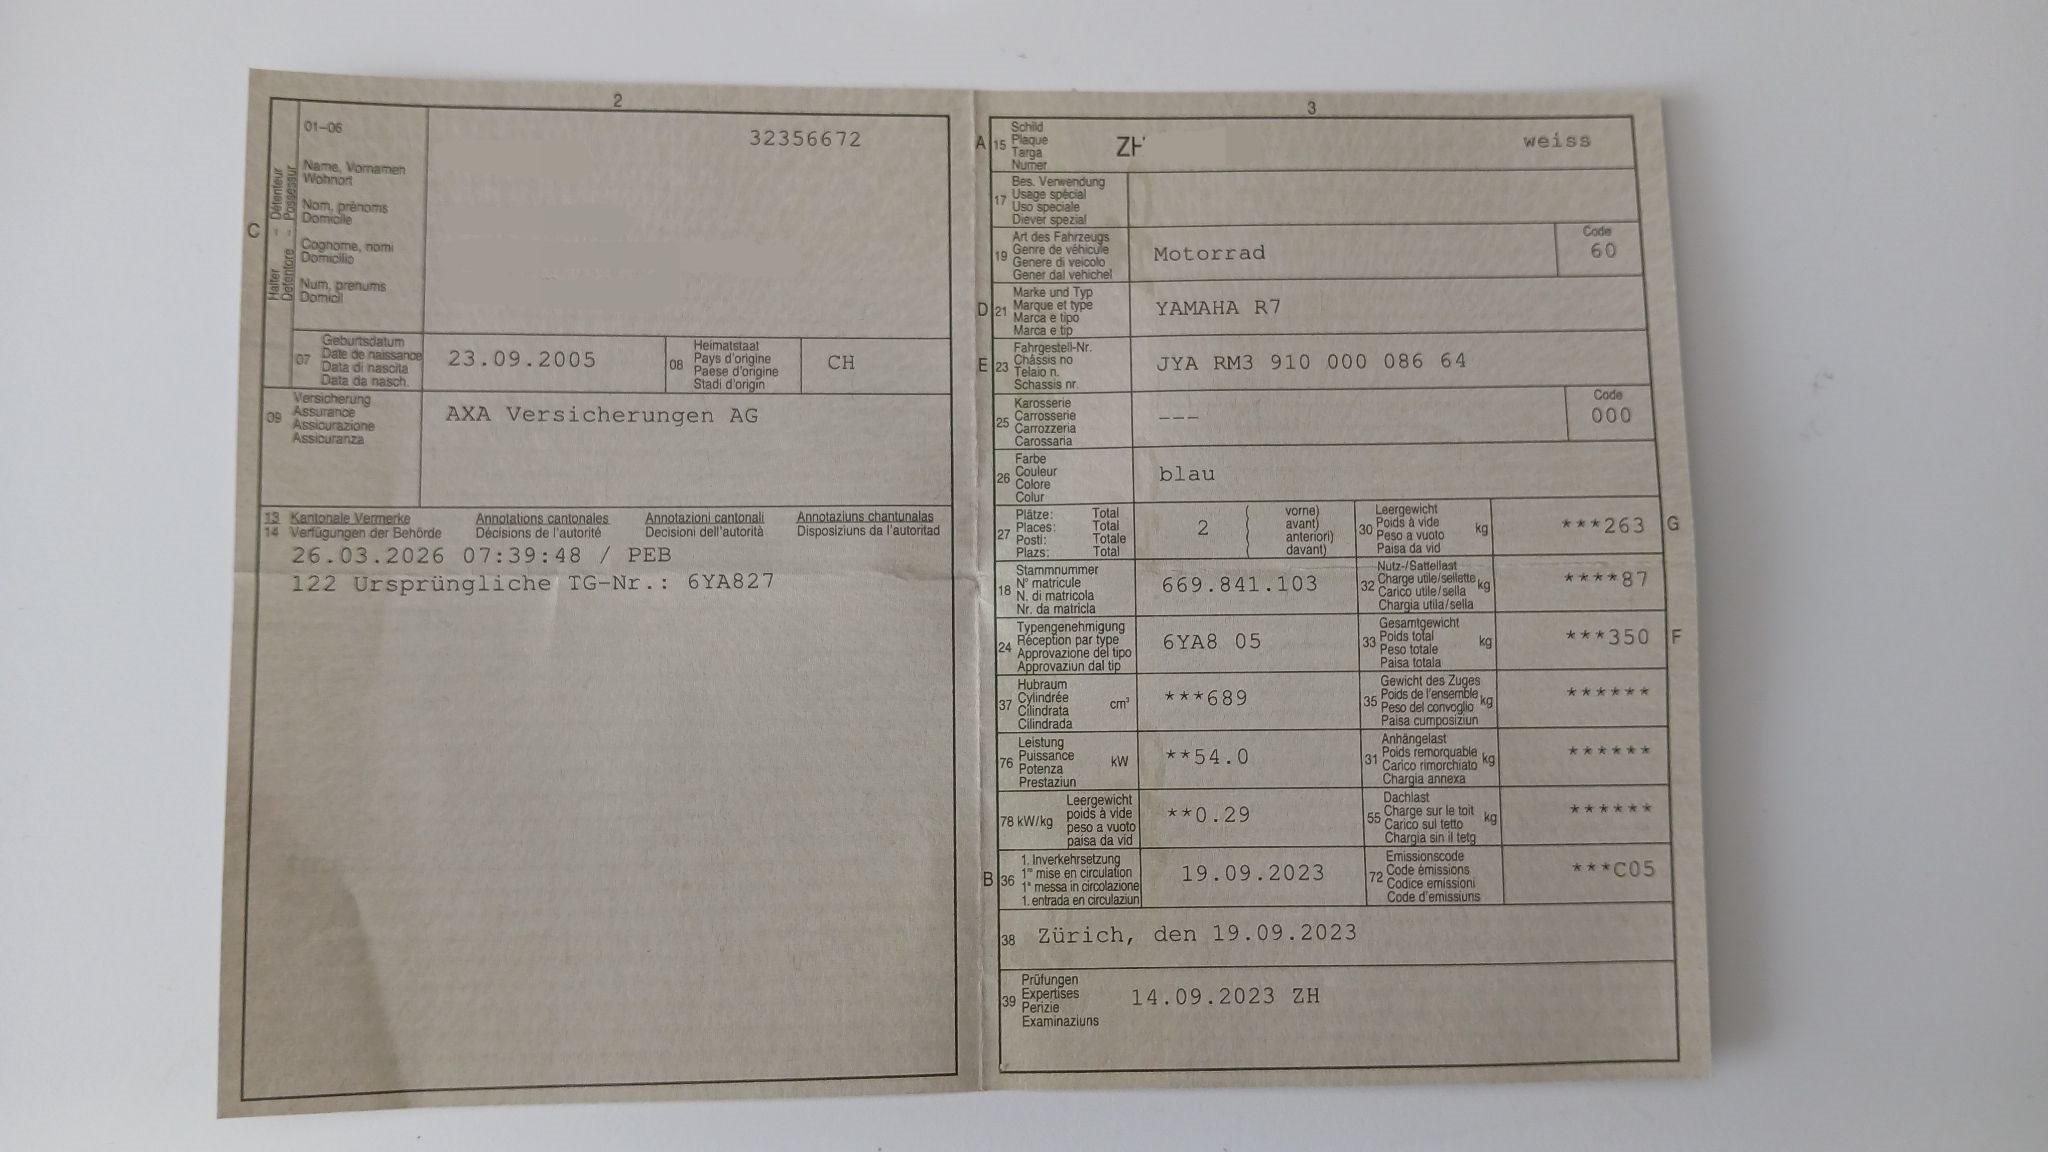 2
01-06
32356672
C
Halter - Détenteur
Detentore - Possessur
Name, Vornamen
Wohnort
Nom, prénoms
Domicile
Cognome, nomi
Domicilio
Num, prenums
Domicil
07 Geburtsdatum
Date de naissance
Data di nascita
Data da nasch.
23.09.2005
08 Heimatstaat
Pays d'origine
Paese d'origine
Stadi d'origin
CH
09 Versicherung
Assurance
Assicurazione
Assicuranza
AXA Versicherungen AG
13 Kantonale Vermerke Annotations cantonales Annotazioni cantonali Annotaziuns chantunalas
14 Verfügungen der Behörde Décisions de l'autorité Decisioni dell'autorità Disposiziuns da l'autoritad
26.03.2026 07:39:48 / PEB
122 Ursprüngliche TG-Nr.: 6YA827
3
A 15 Schild
Plaque
Targa
Numer
ZH
weiss
17 Bes. Verwendung
Usage spécial
Uso speciale
Diever spezial
19 Art des Fahrzeugs
Genre de véhicule
Genere di veicolo
Gener dal vehichel
Motorrad
Code
60
D 21 Marke und Typ
Marque et type
Marca e tipo
Marca e tip
YAMAHA R7
E 23 Fahrgestell-Nr.
Châssis no
Telaio n.
Schassis nr.
JYA RM3 910 000 086 64
25 Karosserie
Carrosserie
Carrozzeria
Carossaria
---
Code
000
26 Farbe
Couleur
Colore
Colur
blau
27 Plätze: Total
Places: Total
Posti: Totale
Plazs: Total
2
( vorne)
( avant)
( anteriori)
( davant)
30 Leergewicht
Poids à vide
Peso a vuoto
Paisa da vid
kg
***263
G
18 Stammnummer
N° matricule
N. di matricola
Nr. da matricla
669.841.103
32 Nutz-/Sattellast
Charge utile/sellette
Carico utile/sella
Chargia utila/sella
kg
****87
24 Typengenehmigung
Réception par type
Approvazione del tipo
Approvaziun dal tip
6YA8 05
33 Gesamtgewicht
Poids total
Peso totale
Paisa totala
kg
***350
F
37 Hubraum
Cylindrée
Cilindrata
Cilindrada
cm³
***689
35 Gewicht des Zuges
Poids de l'ensemble
Peso del convoglio
Paisa cumposiziun
kg
******
76 Leistung
Puissance
Potenza
Prestaziun
kW
**54.0
31 Anhängelast
Poids remorquable
Carico rimorchiato
Chargia annexa
kg
******
78 kW/kg
Leergewicht
poids à vide
peso a vuoto
paisa da vid
**0.29
55 Dachlast
Charge sur le toit
Carico sul tetto
Chargia sin il tetg
kg
******
B 36 1. Inverkehrsetzung
1re mise en circulation
1a messa in circolazione
1. entrada en circulaziun
19.09.2023
72 Emissionscode
Code émissions
Codice emissioni
Code d'emissiuns
***C05
38 Zürich, den 19.09.2023
39 Prüfungen
Expertises
Perizie
Examinaziuns
14.09.2023 ZH